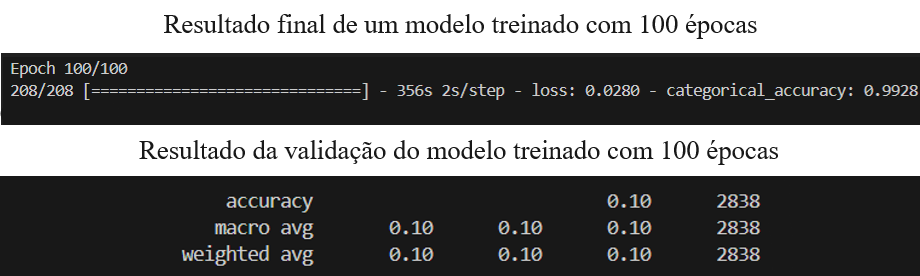 Resultado final de um modelo treinado com 100 épocas
Epoch 100/100
208/208 [==============================] - 356s 2s/step - loss: 0.0280 - categorical_accuracy: 0.9928
Resultado da validação do modelo treinado com 100 épocas
accuracy 0.10 2838
macro avg 0.10 0.10 0.10 2838
weighted avg 0.10 0.10 0.10 2838